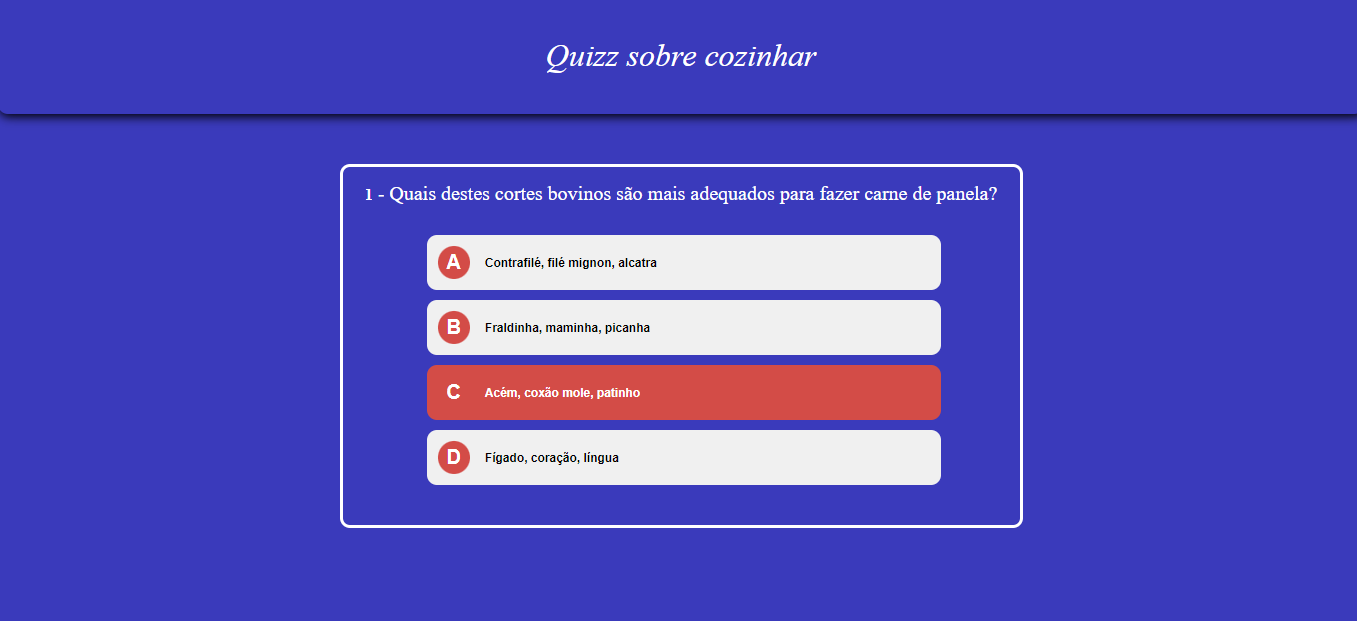 Quizz sobre cozinhar
1 - Quais destes cortes bovinos são mais adequados para fazer carne de panela?
A Contrafilé, filé mignon, alcatra
B Fraldinha, maminha, picanha
C Acém, coxão mole, patinho
D Fígado, coração, língua